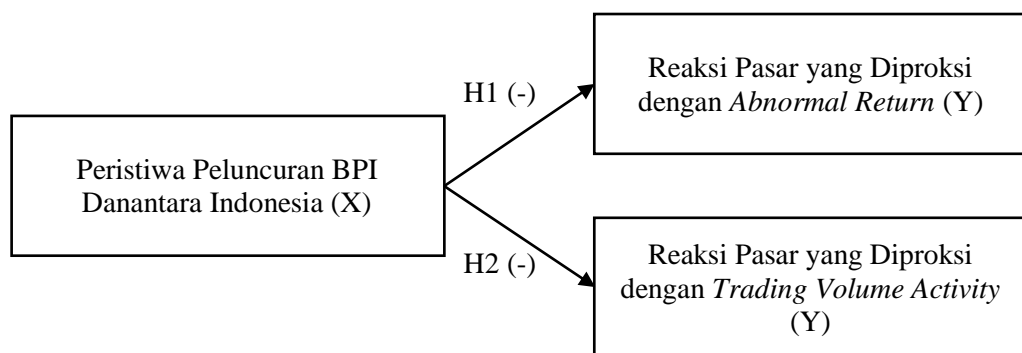 Peristiwa Peluncuran BPI
Danantara Indonesia (X)
H1 (-)
Reaksi Pasar yang Diproksi
dengan Abnormal Return (Y)
H2 (-)
Reaksi Pasar yang Diproksi
dengan Trading Volume Activity
(Y)